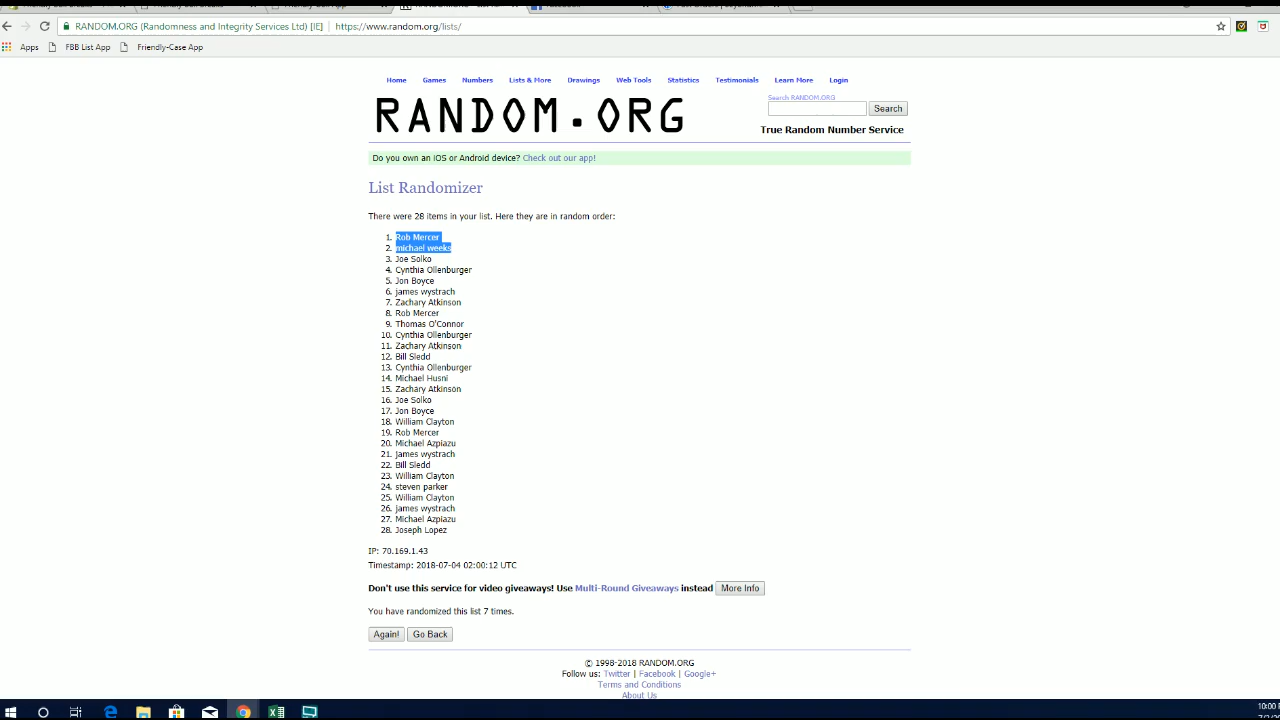 RANDOM.ORG (Randomness and Integrity Services Ltd) [IE] https://www.random.org/lists/
Apps FBB List App Friendly-Case App
Home Games Numbers Lists & More Drawings Web Tools Statistics Testimonials Learn More Login
RANDOM.ORG
Search RANDOM.ORG
Search
True Random Number Service
Do you own an iOS or Android device? Check out our app!
List Randomizer
There were 28 items in your list. Here they are in random order:
1. Rob Mercer
2. michael weeks
3. Joe Solko
4. Cynthia Ollenburger
5. Jon Boyce
6. james wystrach
7. Zachary Atkinson
8. Rob Mercer
9. Thomas O'Connor
10. Cynthia Ollenburger
11. Zachary Atkinson
12. Bill Sledd
13. Cynthia Ollenburger
14. Michael Husni
15. Zachary Atkinson
16. Joe Solko
17. Jon Boyce
18. William Clayton
19. Rob Mercer
20. Michael Azpiazu
21. james wystrach
22. Bill Sledd
23. William Clayton
24. steven parker
25. William Clayton
26. james wystrach
27. Michael Azpiazu
28. Joseph Lopez
IP: 70.169.1.43
Timestamp: 2018-07-04 02:00:12 UTC
Don't use this service for video giveaways! Use Multi-Round Giveaways instead More Info
You have randomized this list 7 times.
Again! Go Back
© 1998-2018 RANDOM.ORG
Follow us: Twitter | Facebook | Google+
Terms and Conditions
About Us
10:00